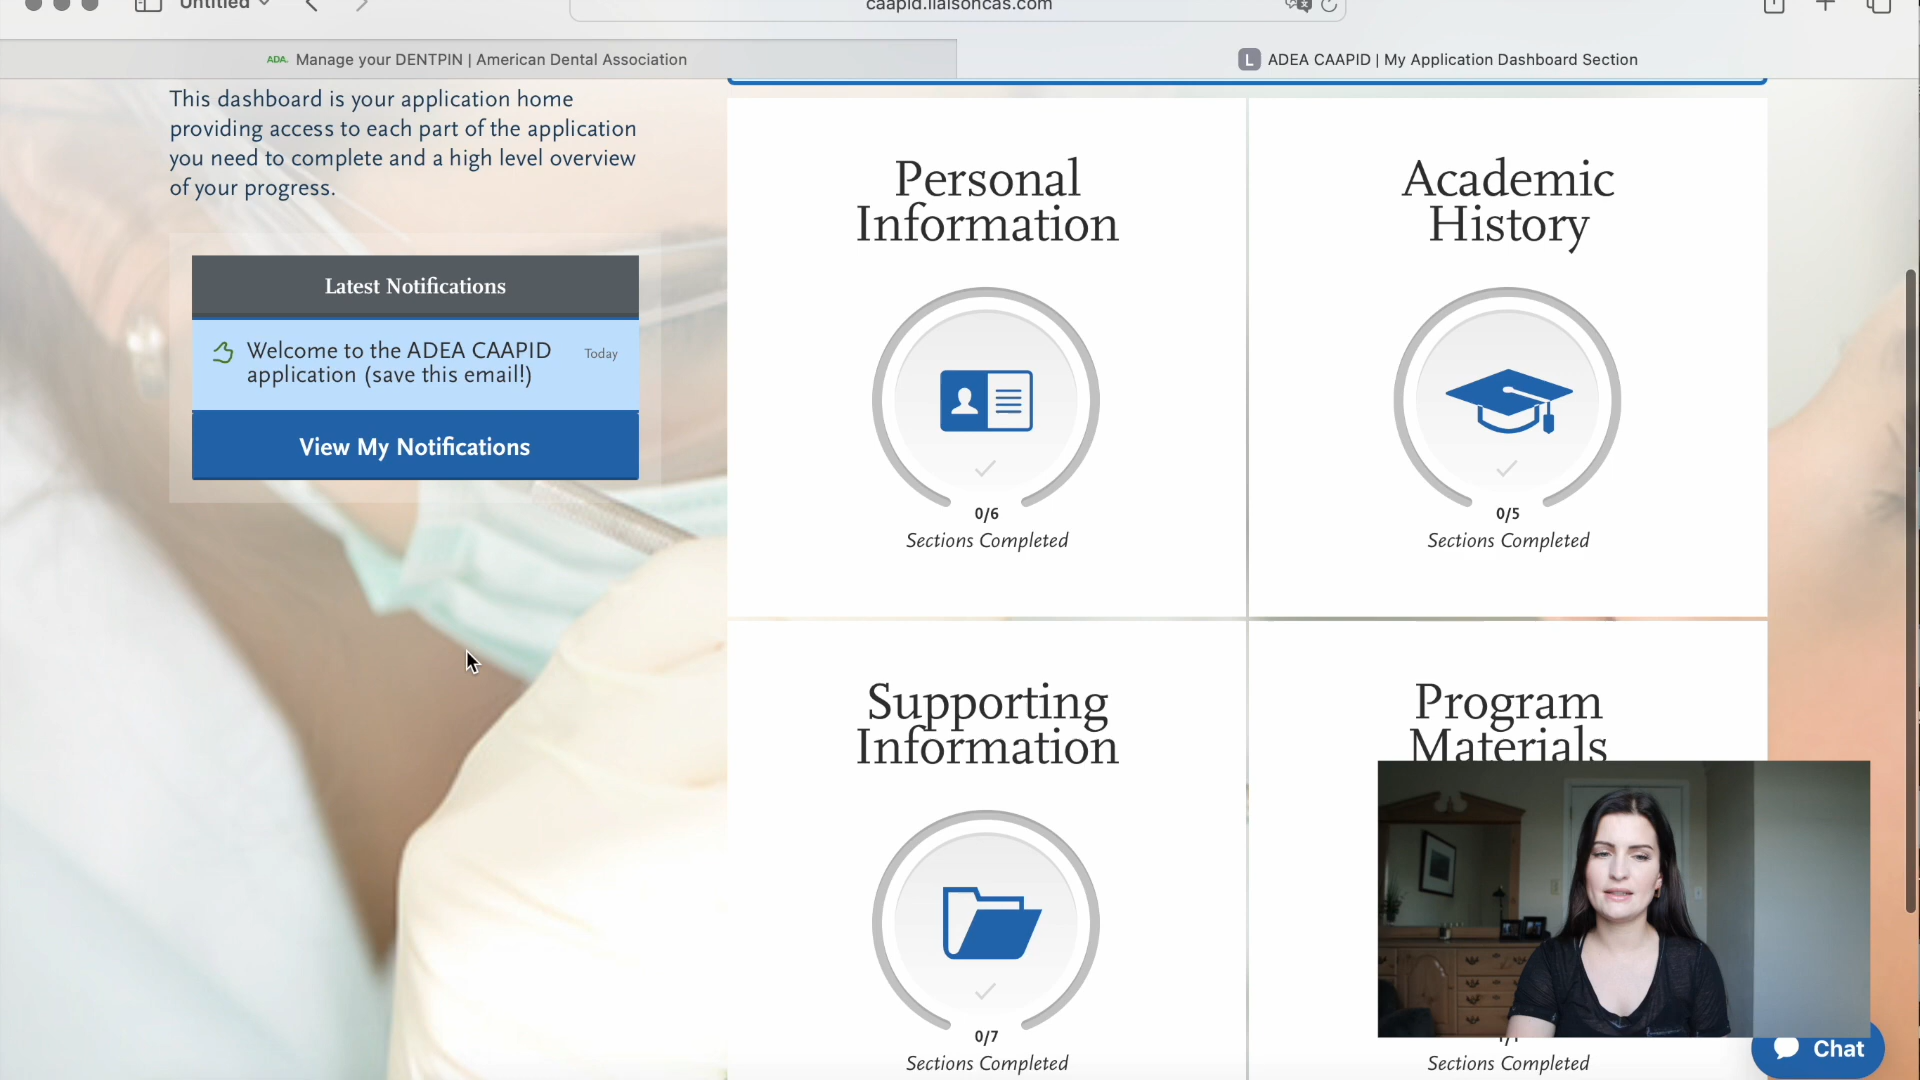 Untitled
caapid.liaisoncas.com
ADA. Manage your DENTPIN | American Dental Association
L ADEA CAAPID | My Application Dashboard Section
This dashboard is your application home
providing access to each part of the application
you need to complete and a high level overview
of your progress.
Latest Notifications
Welcome to the ADEA CAAPID
application (save this email!)
Today
View My Notifications
Personal
Information
0/6
Sections Completed
Academic
History
0/5
Sections Completed
Supporting
Information
0/7
Sections Completed
Program
Materials
Sections Completed
Chat